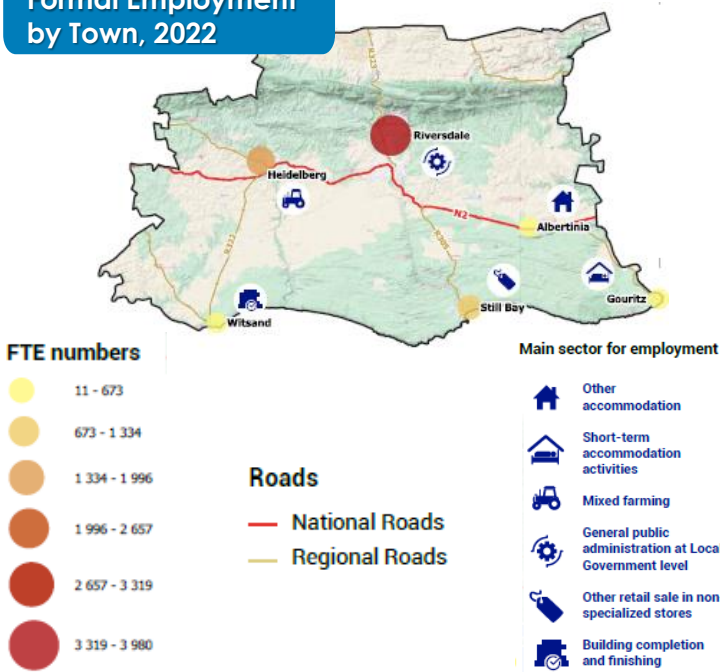 Formal Employment
by Town, 2022
R323
Riversdale
Heidelberg
N2
Albertinia
R322
R305
Gouritz
Still Bay
Witsand
FTE numbers
11 - 673
673 - 1 334
1 334 - 1 996
1 996 - 2 657
2 657 - 3 319
3 319 - 3 980
Roads
National Roads
Regional Roads
Main sector for employment
Other
accommodation
Short-term
accommodation
activities
Mixed farming
General public
administration at Local
Government level
Other retail sale in non
specialized stores
Building completion
and finishing